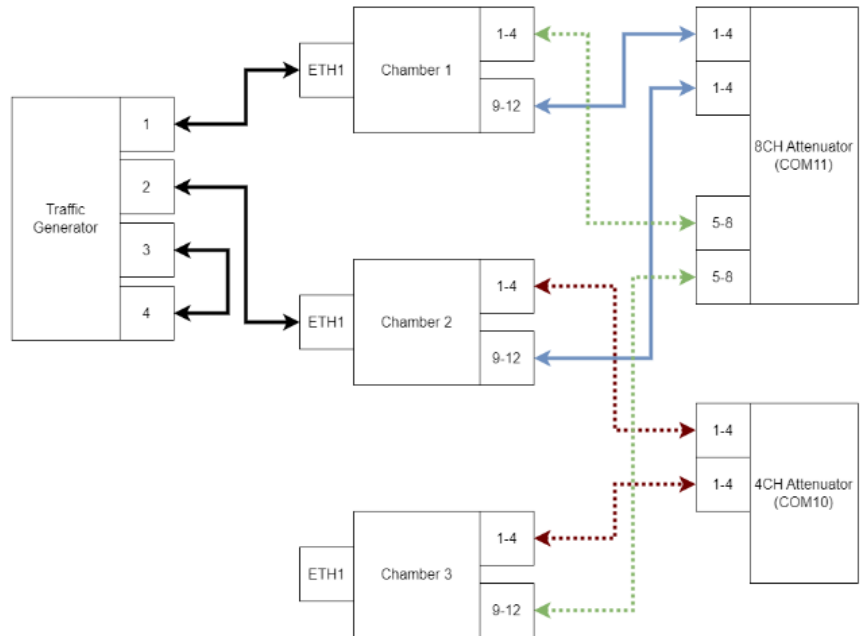 Traffic
Generator
1
2
3
4
ETH1
Chamber 1
1-4
9-12
ETH1
Chamber 2
1-4
9-12
ETH1
Chamber 3
1-4
9-12
1-4
1-4
5-8
5-8
8CH Attenuator
(COM11)
1-4
1-4
4CH Attenuator
(COM10)